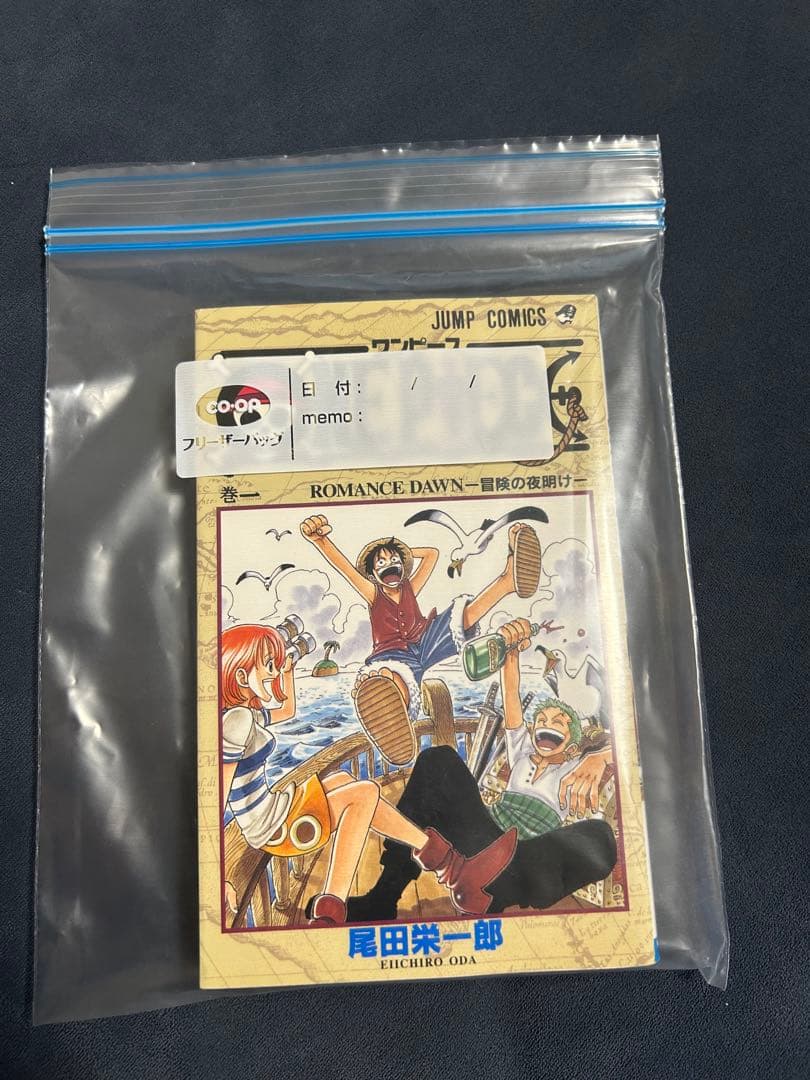 JUMP COMICS
ワンピース
CO·OP
フリーザーバッグ
日 付 : / /
memo :
巻一
ROMANCE DAWN―冒険の夜明け―
尾田栄一郎
EIICHIRO ODA